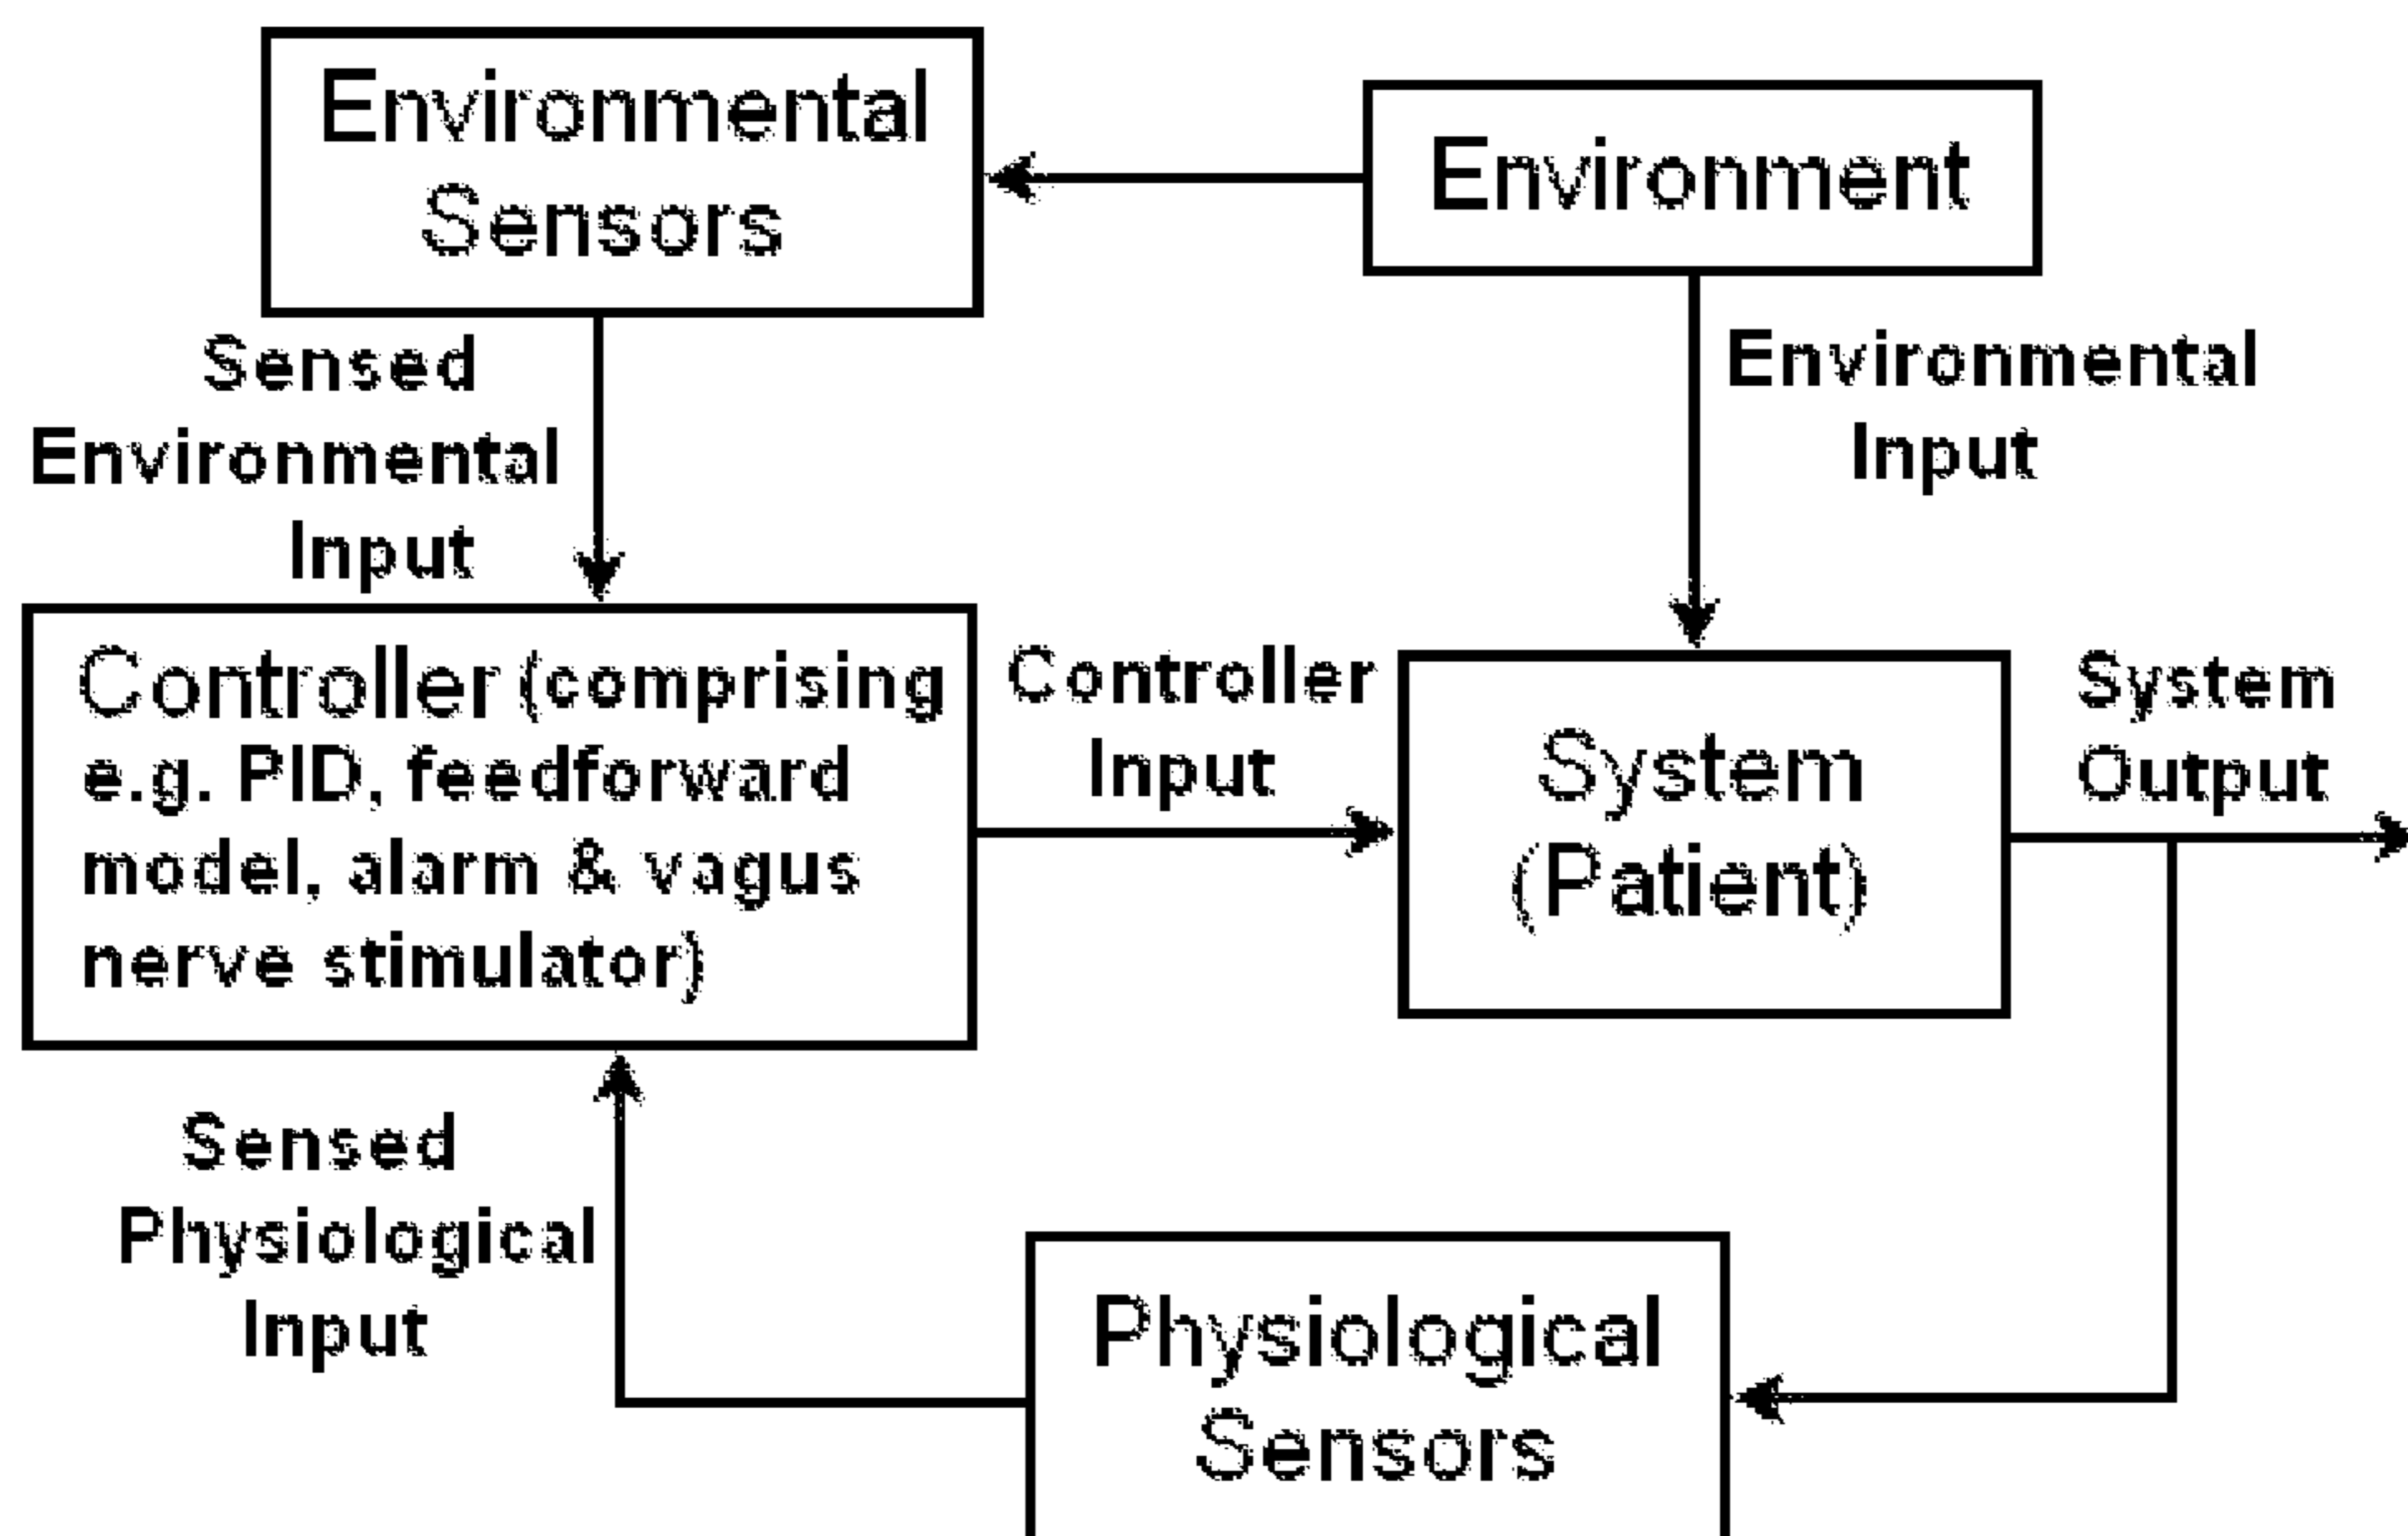 Environmental
Sensors
Environment
Sensed
Environmental
Input
Environmental
Input
Controller (comprising
e.g. PID, feedforward
model, alarm & vagus
nerve stimulator)
Controller
Input
System
(Patient)
System
Output
Sensed
Physiological
Input
Physiological
Sensors